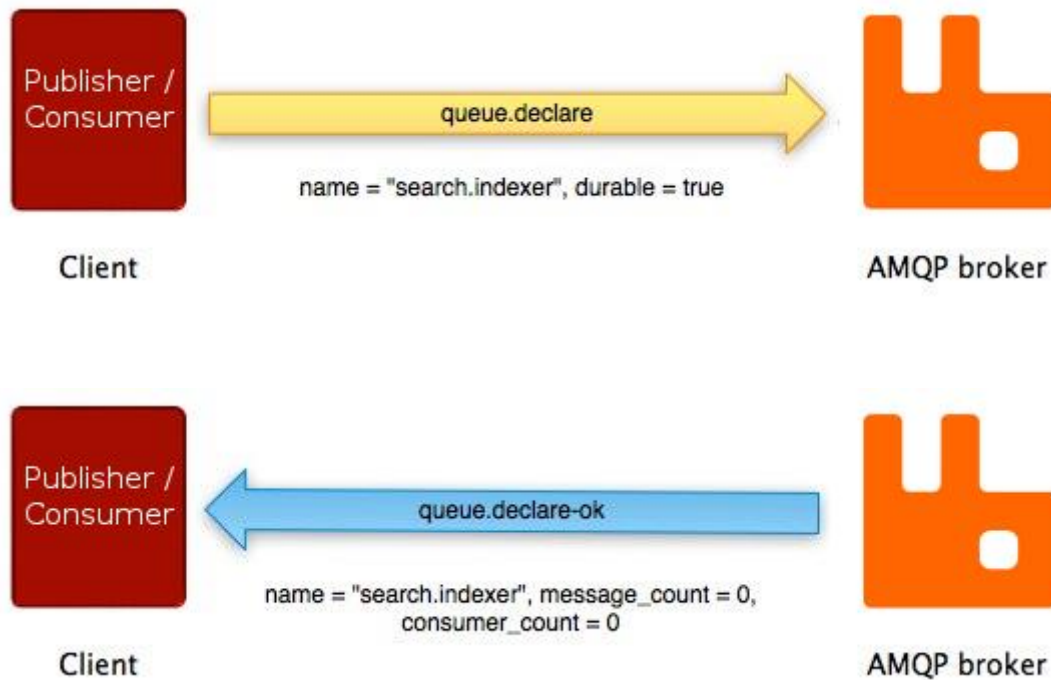 Publisher /
Consumer
queue.declare
name = "search.indexer", durable = true
Client
AMQP broker
Publisher /
Consumer
queue.declare-ok
name = "search.indexer", message_count = 0,
consumer_count = 0
Client
AMQP broker